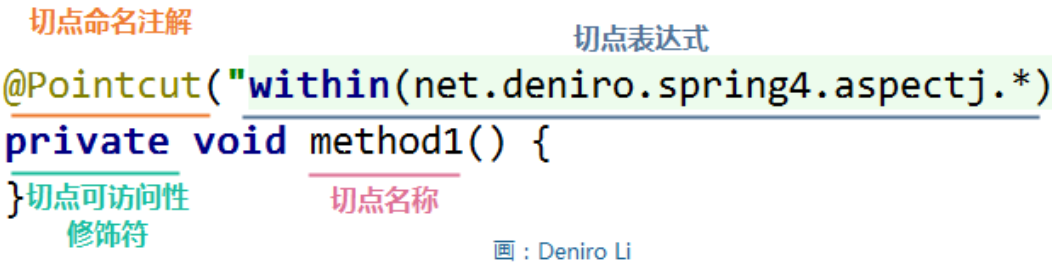 切点命名注解
切点表达式
@Pointcut("within(net.deniro.spring4.aspectj.*)
private void method1() {
}切点可访问性
修饰符
切点名称
画：Deniro Li